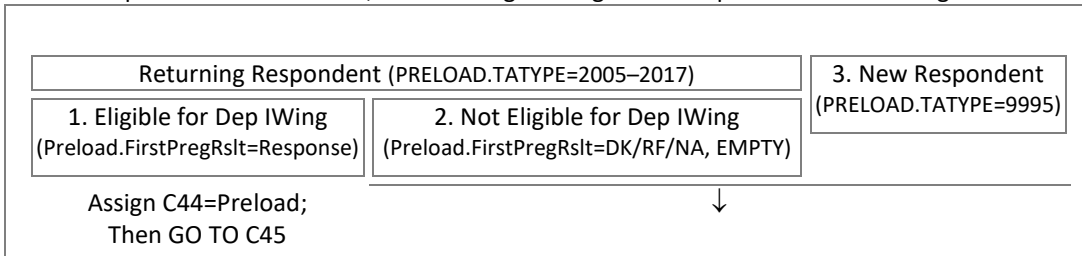 Returning Respondent (PRELOAD.TATYPE=2005–2017)
3. New Respondent
(PRELOAD.TATYPE=9995)
1. Eligible for Dep IWing
(Preload.FirstPregRslt=Response)
2. Not Eligible for Dep IWing
(Preload.FirstPregRslt=DK/RF/NA, EMPTY)
Assign C44=Preload;
Then GO TO C45
↓